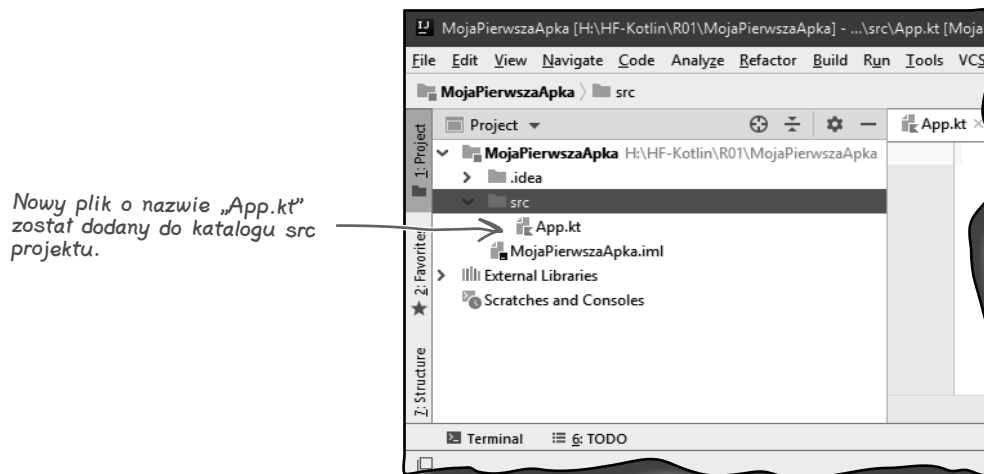 MojaPierwszaApka [H:\HF-Kotlin\R01\MojaPierwszaApka] - ...\src\App.kt [Moja
File Edit View Navigate Code Analyze Refactor Build Run Tools VCS
MojaPierwszaApka src
1: Project
Project
App.kt
MojaPierwszaApka H:\HF-Kotlin\R01\MojaPierwszaApka
.idea
src
App.kt
MojaPierwszaApka.iml
External Libraries
Scratches and Consoles
Nowy plik o nazwie „App.kt”
został dodany do katalogu src
projektu.
2: Favorites
7: Structure
Terminal 6: TODO